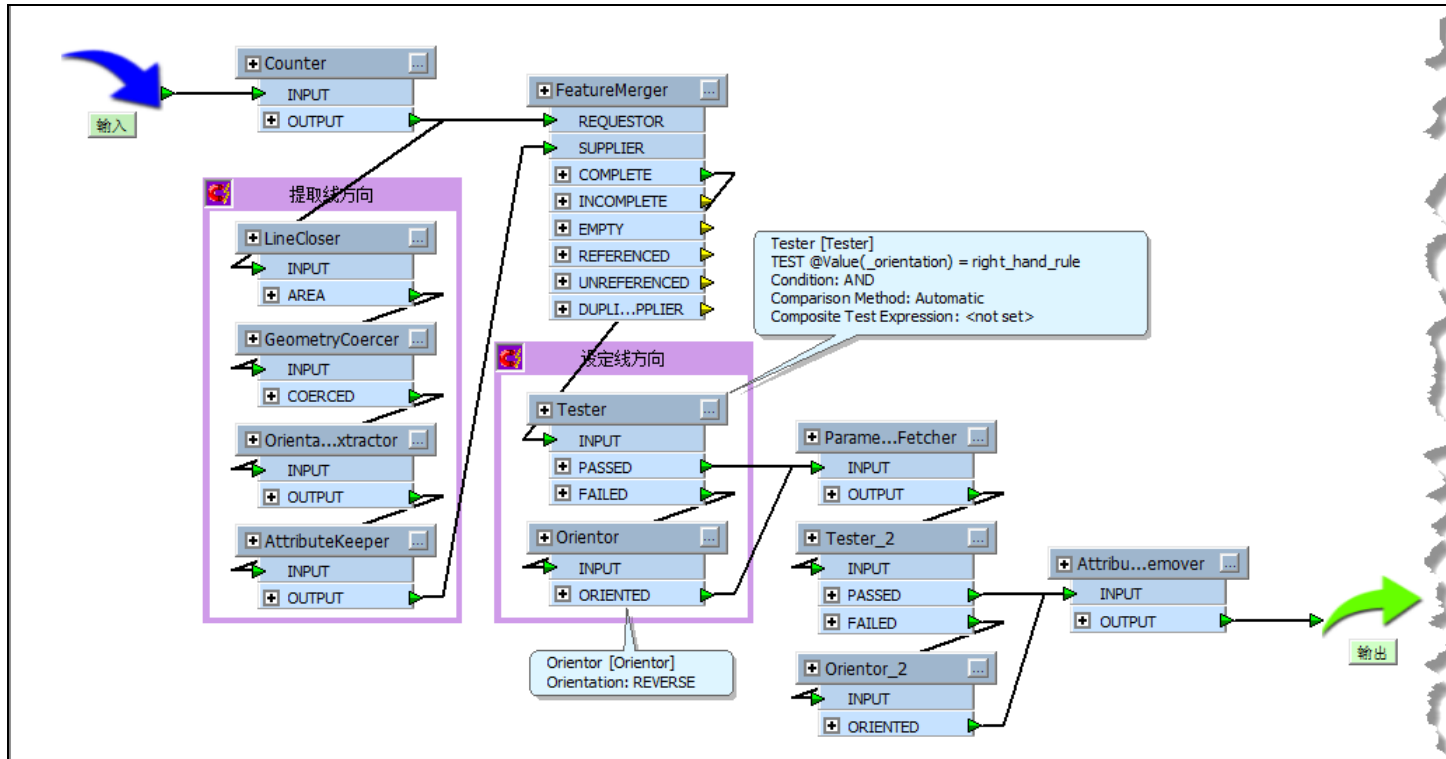 输入
Counter
INPUT
OUTPUT
提取线方向
LineCloser
INPUT
AREA
GeometryCoercer
INPUT
COERCED
Orienta...xtractor
INPUT
OUTPUT
AttributeKeeper
INPUT
OUTPUT
FeatureMerger
REQUESTOR
SUPPLIER
COMPLETE
INCOMPLETE
EMPTY
REFERENCED
UNREFERENCED
DUPLI...PPLIER
Tester [Tester]
TEST @Value(_orientation) = right_hand_rule
Condition: AND
Comparison Method: Automatic
Composite Test Expression: <not set>
设定线方向
Tester
INPUT
PASSED
FAILED
Orientor
INPUT
ORIENTED
Orientor [Orientor]
Orientation: REVERSE
Parame...Fetcher
INPUT
OUTPUT
Tester_2
INPUT
PASSED
FAILED
Orientor_2
INPUT
ORIENTED
Attribu...emover
INPUT
OUTPUT
输出